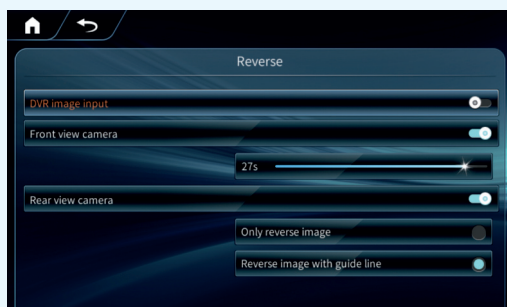 Reverse
DVR image input
Front view camera
27s
Rear view camera
Only reverse image
Reverse image with guide line